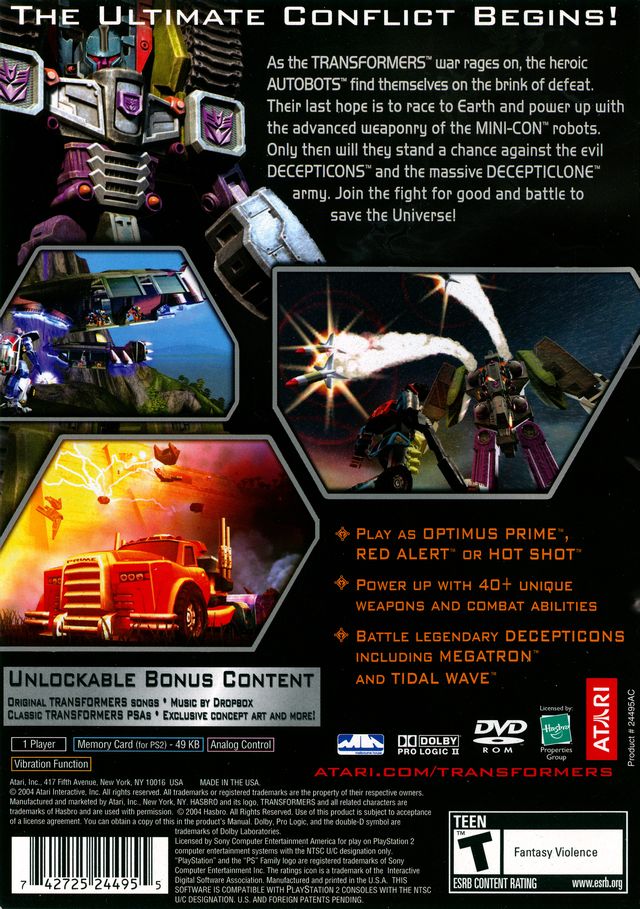 THE ULTIMATE CONFLICT BEGINS!
As the TRANSFORMERS™ war rages on, the heroic
AUTOBOTS™ find themselves on the brink of defeat.
Their last hope is to race to Earth and power up with
the advanced weaponry of the MINI-CON™ robots.
Only then will they stand a chance against the evil
DECEPTICONS™ and the massive DECEPTICLONE™
army. Join the fight for good and battle to
save the Universe!
PRIME
PLAY AS OPTIMUS PRIME™,
RED ALERT™ OR HOT SHOT™
POWER UP WITH 40+ UNIQUE
WEAPONS AND COMBAT ABILITIES
BATTLE LEGENDARY DECEPTICONS
INCLUDING MEGATRON™
AND TIDAL WAVE™
UNLOCKABLE BONUS CONTENT
ORIGINAL TRANSFORMERS SONGS * MUSIC BY DROPBOX
CLASSIC TRANSFORMERS PSAS * EXCLUSIVE CONCEPT ART AND MORE!
1 Player
Memory Card (for PS2) - 49 KB
Analog Control
Vibration Function
DOLBY
PRO LOGIC II
DVD
ROM
Licensed by:
Hasbro
Properties
Group
ATARI
Product # 24495AC
ATARI.COM/TRANSFORMERS
Atari, Inc., 417 Fifth Avenue, New York, NY 10016 USA MADE IN THE USA.
© 2004 Atari Interactive, Inc. All rights reserved. All trademarks or registered trademarks are the property of their respective owners.
Manufactured and marketed by Atari, Inc., New York, NY. HASBRO and its logo, TRANSFORMERS and all related characters are
trademarks of Hasbro and are used with permission. © 2004 Hasbro. All Rights Reserved. Use of this product is subject to acceptance
of a license agreement. You can obtain a copy of this in the product's Manual. Dolby, Pro Logic, and the double-D symbol are
trademarks of Dolby Laboratories.
Licensed by Sony Computer Entertainment America for play on PlayStation 2
computer entertainment systems with the NTSC U/C designation only.
"PlayStation" and the "PS" Family logo are registered trademarks of Sony
Computer Entertainment Inc. The ratings icon is a trademark of the Interactive
Digital Software Association. Manufactured and printed in the U.S.A. THIS
SOFTWARE IS COMPATIBLE WITH PLAYSTATION 2 CONSOLES WITH THE NTSC
U/C DESIGNATION. U.S. AND FOREIGN PATENTS PENDING.
7 42725 24495 5
TEEN
T
Fantasy Violence
ESRB CONTENT RATING www.esrb.org